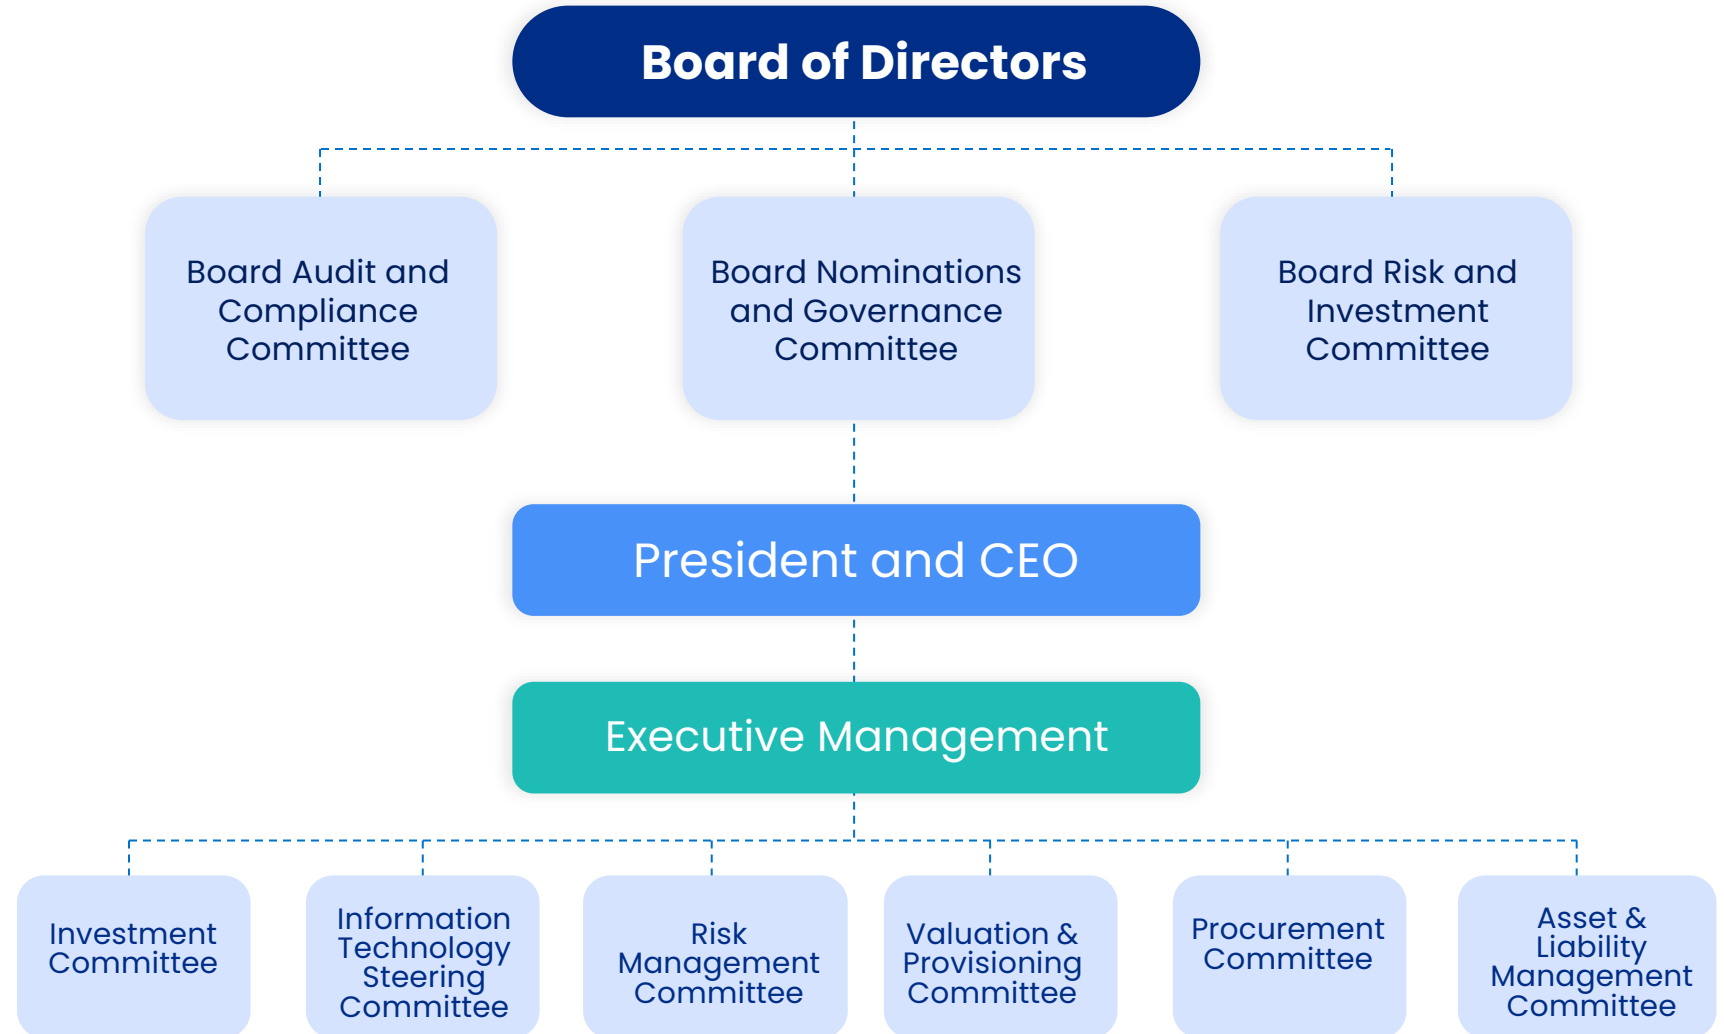 Board of Directors
Board Audit and
Compliance
Committee
Board Nominations
and Governance
Committee
Board Risk and
Investment
Committee
President and CEO
Executive Management
Investment
Committee
Information
Technology
Steering
Committee
Risk
Management
Committee
Valuation &
Provisioning
Committee
Procurement
Committee
Asset &
Liability
Management
Committee